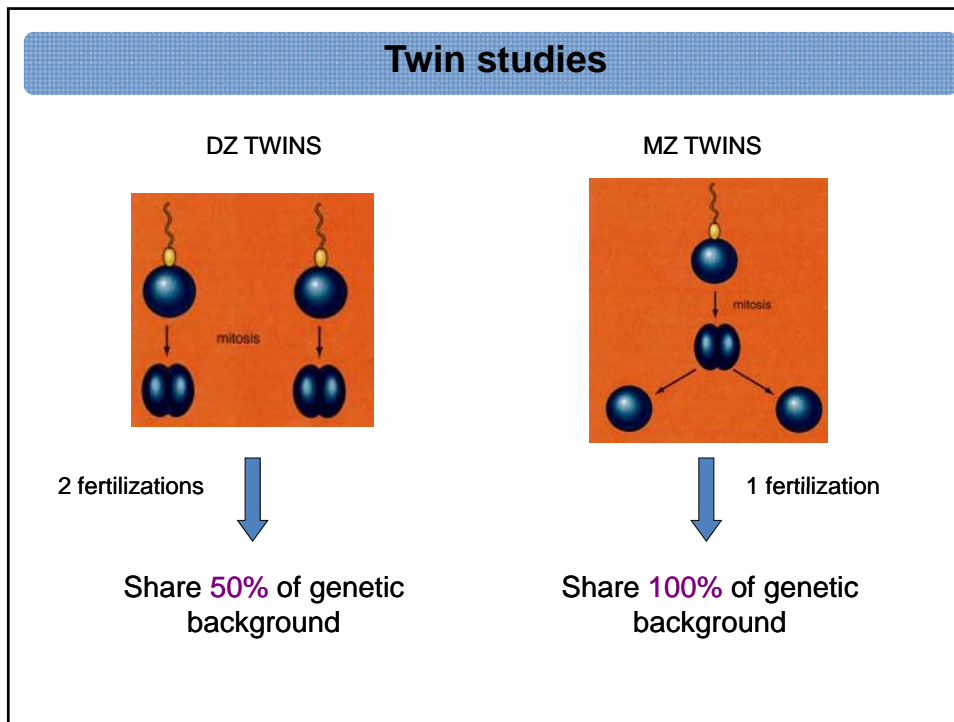 Twin studies
DZ TWINS
MZ TWINS
mitosis
mitosis
2 fertilizations
1 fertilization
Share 50% of genetic
background
Share 100% of genetic
background